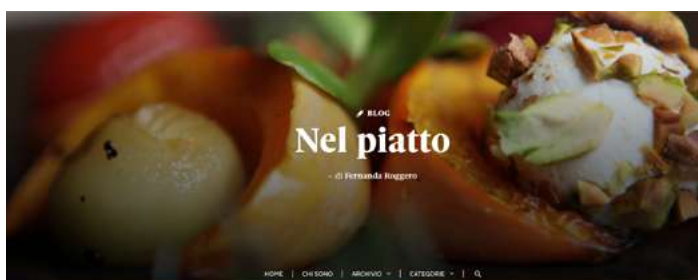 BLOG
Nel piatto
- di Fernanda Roggero
HOME | CHI SONO | ARCHIVIO | CATEGORIE |